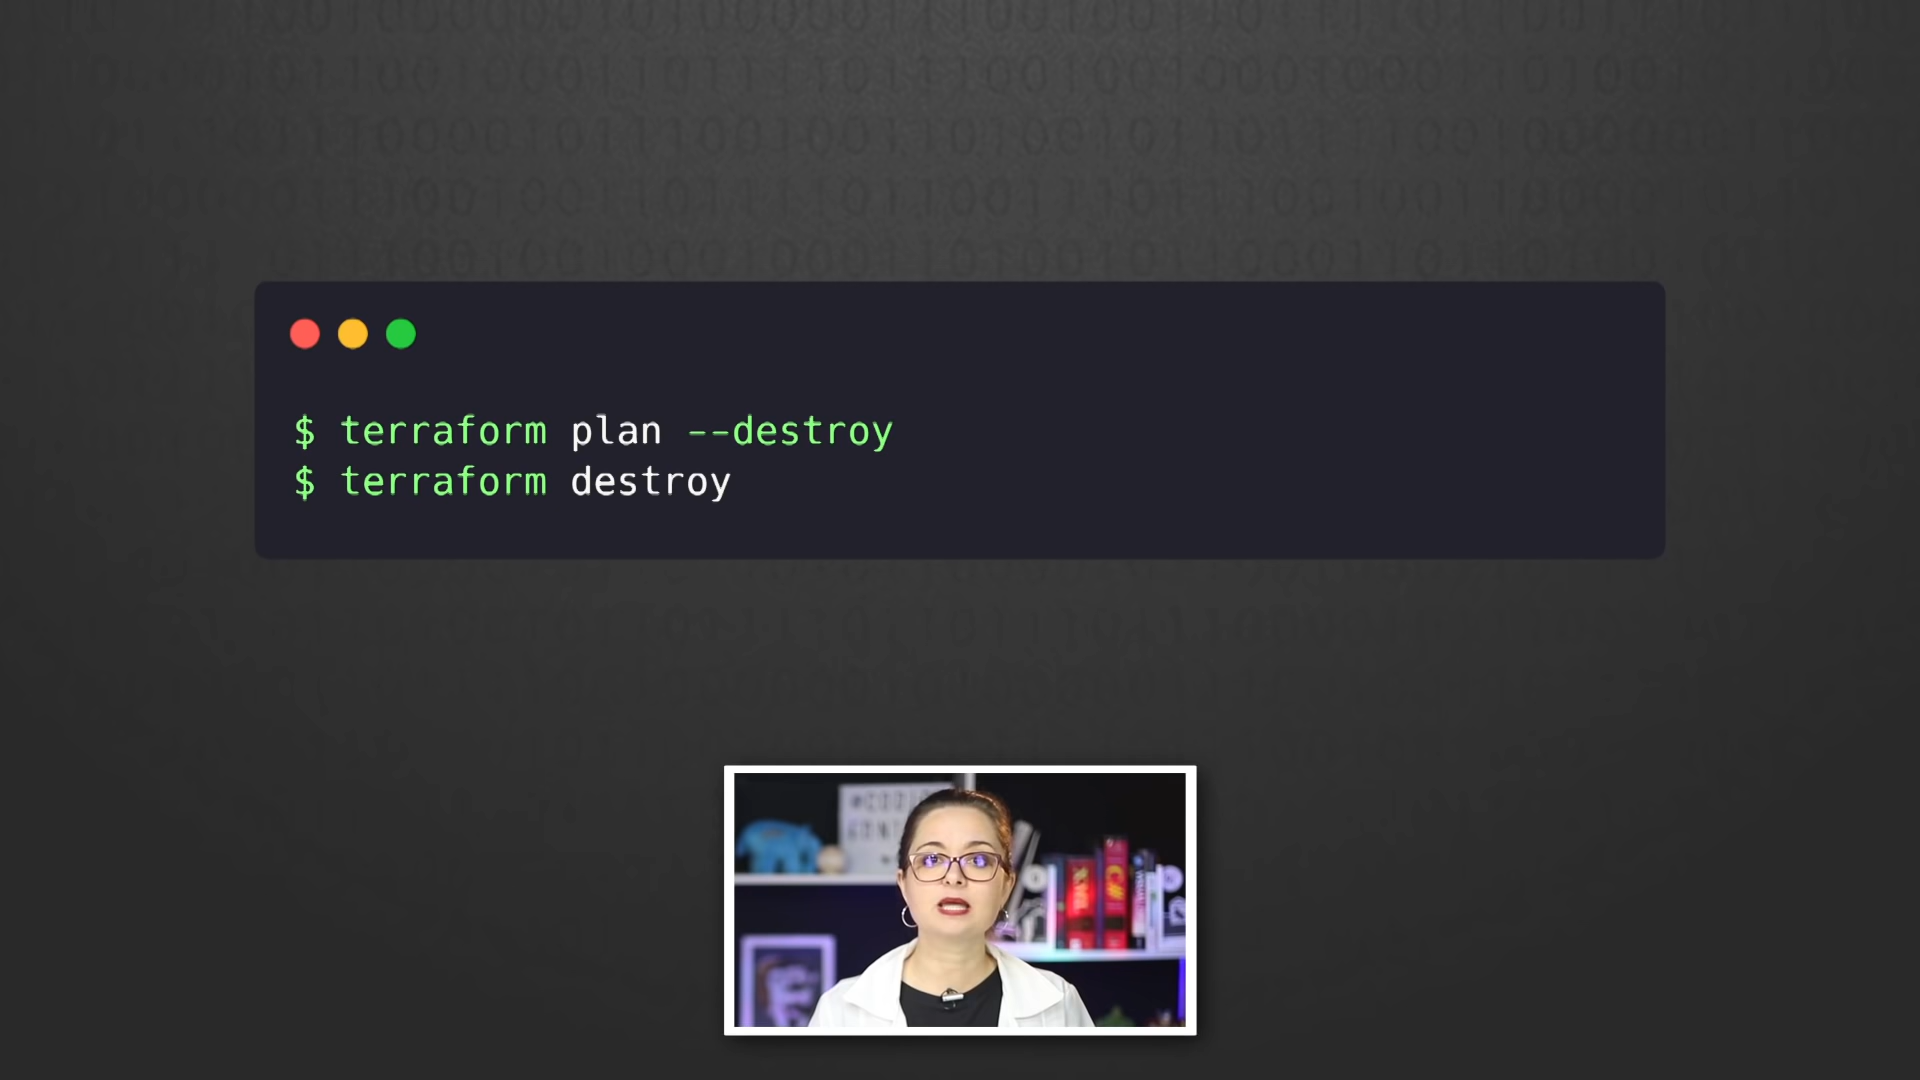 $ terraform plan --destroy
$ terraform destroy